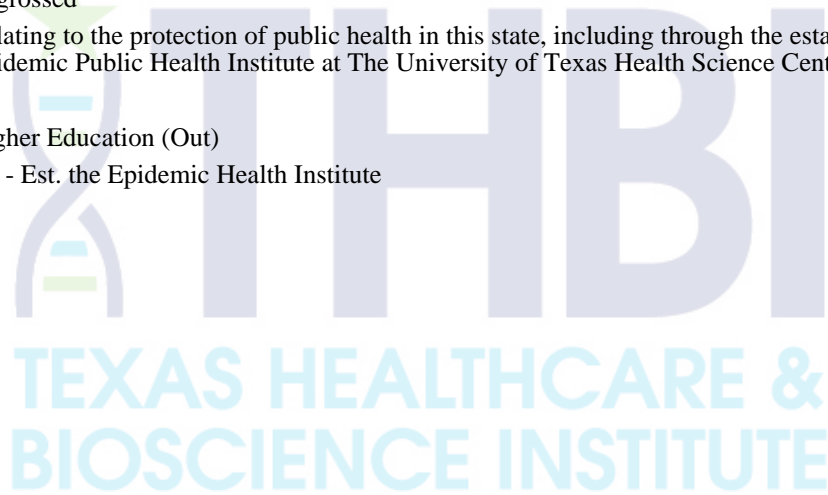 grossed
lating to the protection of public health in this state, including through the esta
idemic Public Health Institute at The University of Texas Health Science Cent
gher Education (Out)
- Est. the Epidemic Health Institute
THBI
TEXAS HEALTHCARE &
BIOSCIENCE INSTITUTE